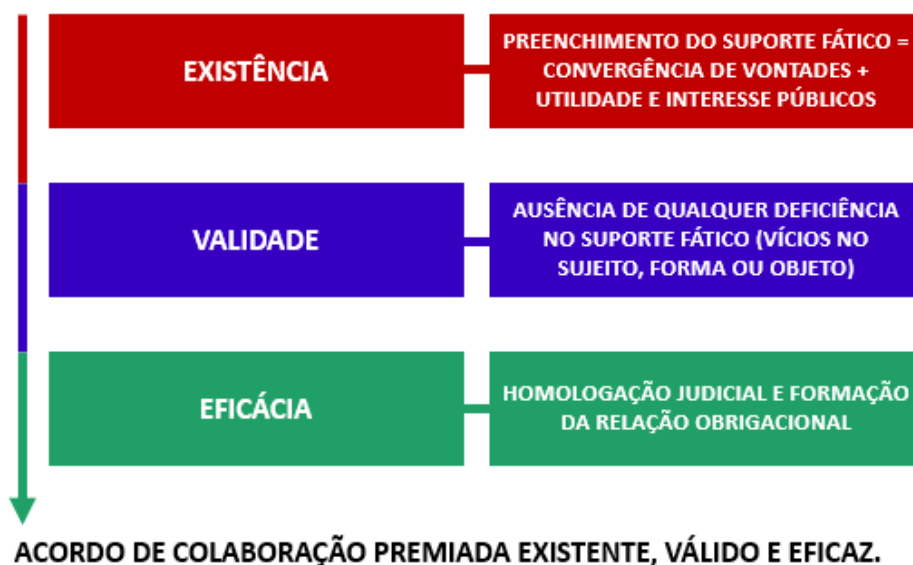 EXISTÊNCIA
PREENCHIMENTO DO SUPORTE FÁTICO =
CONVERGÊNCIA DE VONTADES +
UTILIDADE E INTERESSE PÚBLICOS
VALIDADE
AUSÊNCIA DE QUALQUER DEFICIÊNCIA
NO SUPORTE FÁTICO (VÍCIOS NO
SUJEITO, FORMA OU OBJETO)
EFICÁCIA
HOMOLOGAÇÃO JUDICIAL E FORMAÇÃO
DA RELAÇÃO OBRIGACIONAL
ACORDO DE COLABORAÇÃO PREMIADA EXISTENTE, VÁLIDO E EFICAZ.